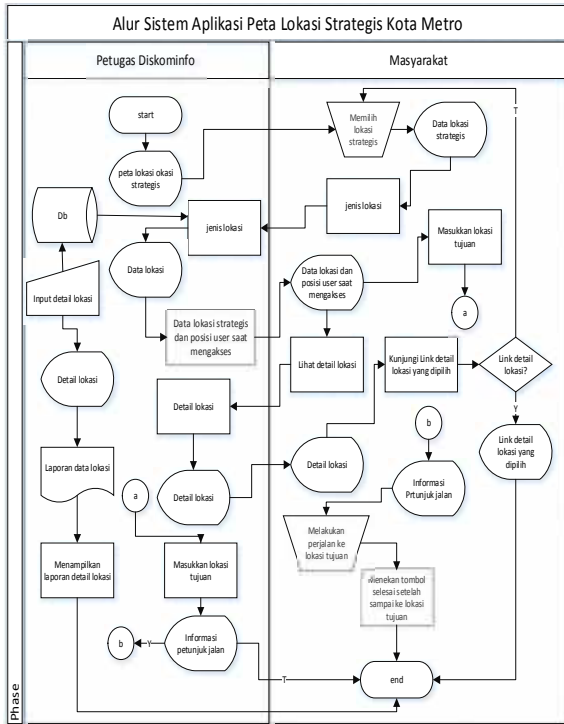 Alur Sistem Aplikasi Peta Lokasi Strategis Kota Metro
Petugas Diskominfo
Masyarakat
start
Memilih
lokasi
strategis
Data lokasi
strategis
T
peta lokasi okasi
strategis
Db
jenis lokasi
jenis lokasi
Masukkan lokasi
tujuan
Input detail lokasi
Data lokasi
Data lokasi dan
posisi user saat
mengakses
a
Data lokasi strategis
dan posisi user saat
mengakses
Detail lokasi
Lihat detail lokasi
Kunjungi Link detail
lokasi yang dipilih
Link detail
lokasi?
Y
Detail lokasi
b
Laporan data lokasi
a
Detail lokasi
Detail lokasi
Informasi
Prtunjuk jalan
Link detail
lokasi yang
dipilih
Melakukan
perjalan ke
lokasi tujuan
Menampilkan
laporan detail lokasi
Masukkan lokasi
tujuan
Menekan tombol
selesai setelah
sampai ke lokasi
tujuan
b
Y
Informasi
petunjuk jalan
T
end
Phase